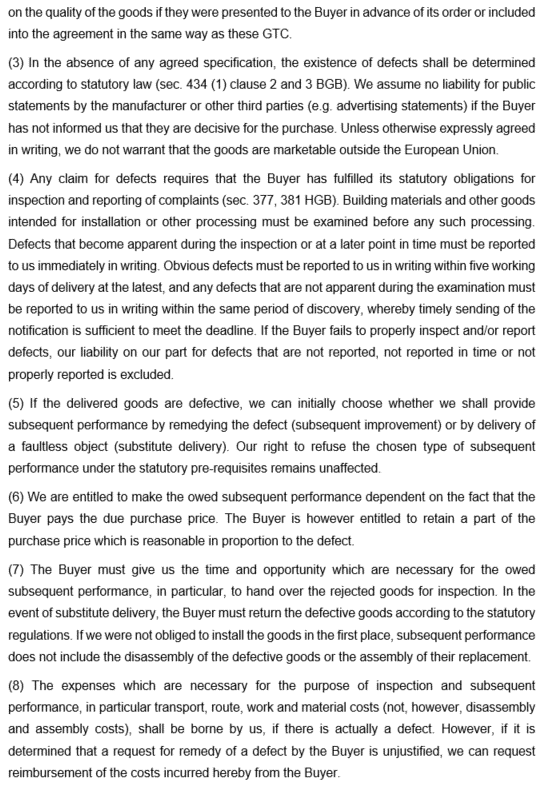 on the quality of the goods if they were presented to the Buyer in advance of its order or included
into the agreement in the same way as these GTC.
(3) In the absence of any agreed specification, the existence of defects shall be determined
according to statutory law (sec. 434 (1) clause 2 and 3 BGB). We assume no liability for public
statements by the manufacturer or other third parties (e.g. advertising statements) if the Buyer
has not informed us that they are decisive for the purchase. Unless otherwise expressly agreed
in writing, we do not warrant that the goods are marketable outside the European Union.
(4) Any claim for defects requires that the Buyer has fulfilled its statutory obligations for
inspection and reporting of complaints (sec. 377, 381 HGB). Building materials and other goods
intended for installation or other processing must be examined before any such processing.
Defects that become apparent during the inspection or at a later point in time must be reported
to us immediately in writing. Obvious defects must be reported to us in writing within five working
days of delivery at the latest, and any defects that are not apparent during the examination must
be reported to us in writing within the same period of discovery, whereby timely sending of the
notification is sufficient to meet the deadline. If the Buyer fails to properly inspect and/or report
defects, our liability on our part for defects that are not reported, not reported in time or not
properly reported is excluded.
(5) If the delivered goods are defective, we can initially choose whether we shall provide
subsequent performance by remedying the defect (subsequent improvement) or by delivery of
a faultless object (substitute delivery). Our right to refuse the chosen type of subsequent
performance under the statutory pre-requisites remains unaffected.
(6) We are entitled to make the owed subsequent performance dependent on the fact that the
Buyer pays the due purchase price. The Buyer is however entitled to retain a part of the
purchase price which is reasonable in proportion to the defect.
(7) The Buyer must give us the time and opportunity which are necessary for the owed
subsequent performance, in particular, to hand over the rejected goods for inspection. In the
event of substitute delivery, the Buyer must return the defective goods according to the statutory
regulations. If we were not obliged to install the goods in the first place, subsequent performance
does not include the disassembly of the defective goods or the assembly of their replacement.
(8) The expenses which are necessary for the purpose of inspection and subsequent
performance, in particular transport, route, work and material costs (not, however, disassembly
and assembly costs), shall be borne by us, if there is actually a defect. However, if it is
determined that a request for remedy of a defect by the Buyer is unjustified, we can request
reimbursement of the costs incurred hereby from the Buyer.